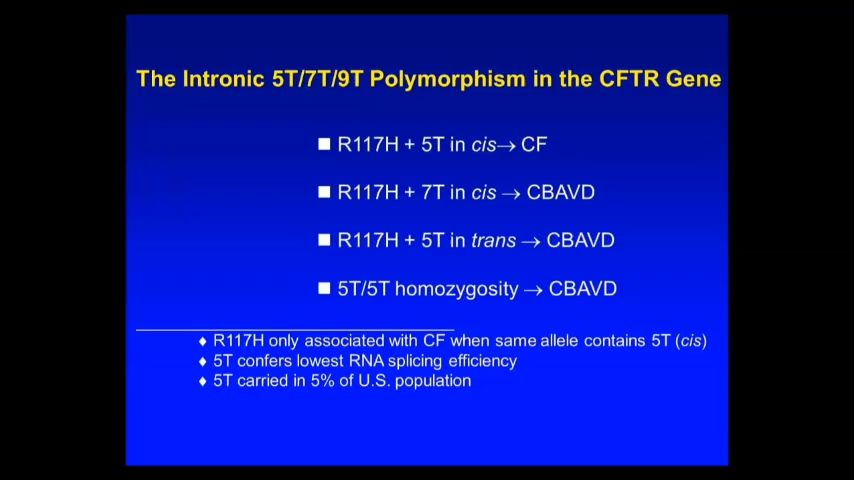 The Intronic 5T/7T/9T Polymorphism in the CFTR Gene
■ R117H + 5T in cis→ CF
■ R117H + 7T in cis → CBAVD
■ R117H + 5T in trans → CBAVD
■ 5T/5T homozygosity → CBAVD
♦ R117H only associated with CF when same allele contains 5T (cis)
♦ 5T confers lowest RNA splicing efficiency
♦ 5T carried in 5% of U.S. population